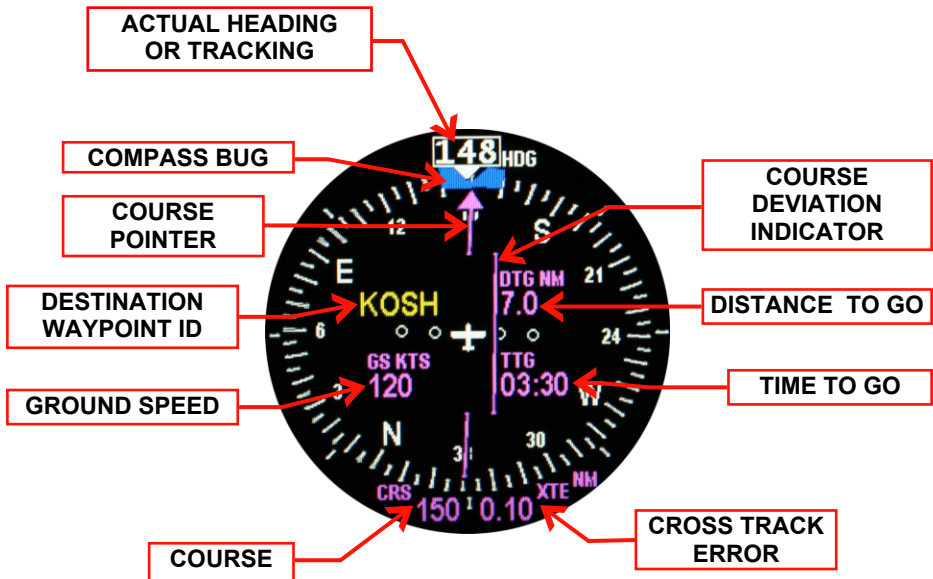 ACTUAL HEADING
OR TRACKING
148 HDG
COMPASS BUG
COURSE
DEVIATION
INDICATOR
COURSE
POINTER
12
S
E
21
DTG NM
7.0
DESTINATION
WAYPOINT ID
KOSH
DISTANCE TO GO
6
24
GS KTS
120
TTG
03:30
TIME TO GO
GROUND SPEED
3
W
N
30
CRS
150
0.10
XTE NM
COURSE
CROSS TRACK
ERROR